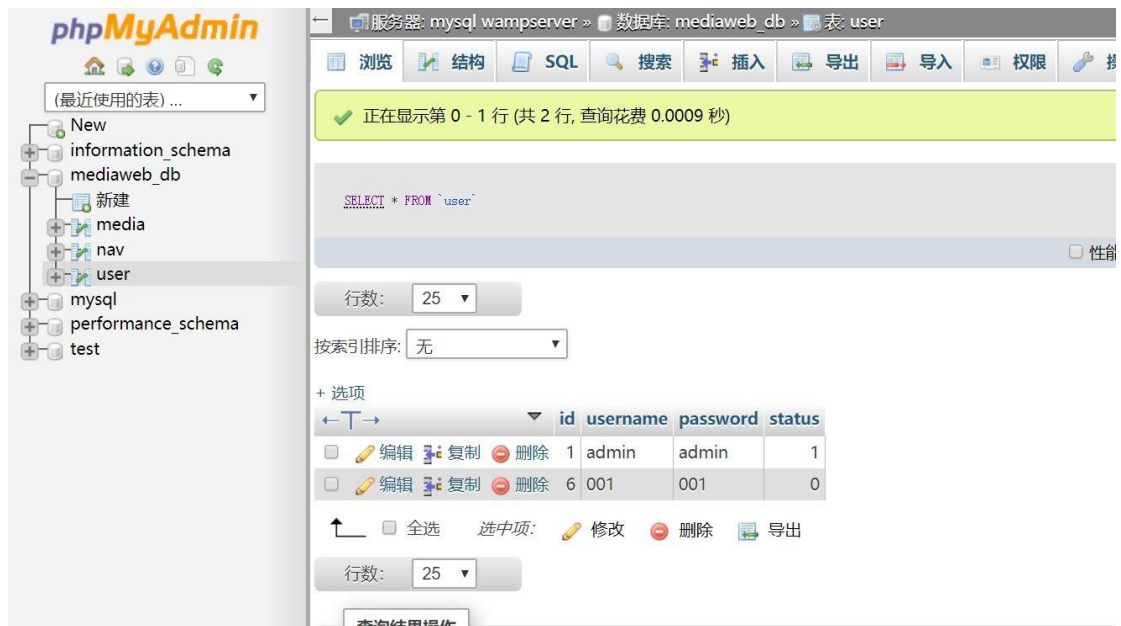 phpMyAdmin
(最近使用的表) ...
New
information_schema
mediaweb_db
新建
media
nav
user
mysql
performance_schema
test
服务器: mysql wampserver » 数据库: mediaweb_db » 表: user
浏览 结构 SQL 搜索 插入 导出 导入 权限
正在显示第 0 - 1 行 (共 2 行, 查询花费 0.0009 秒)
SELECT * FROM `user`
性能
行数: 25
按索引排序: 无
+ 选项
←T→ id username password status
编辑 复制 删除 1 admin admin 1
编辑 复制 删除 6 001 001 0
全选 选中项: 修改 删除 导出
行数: 25
查询结果操作